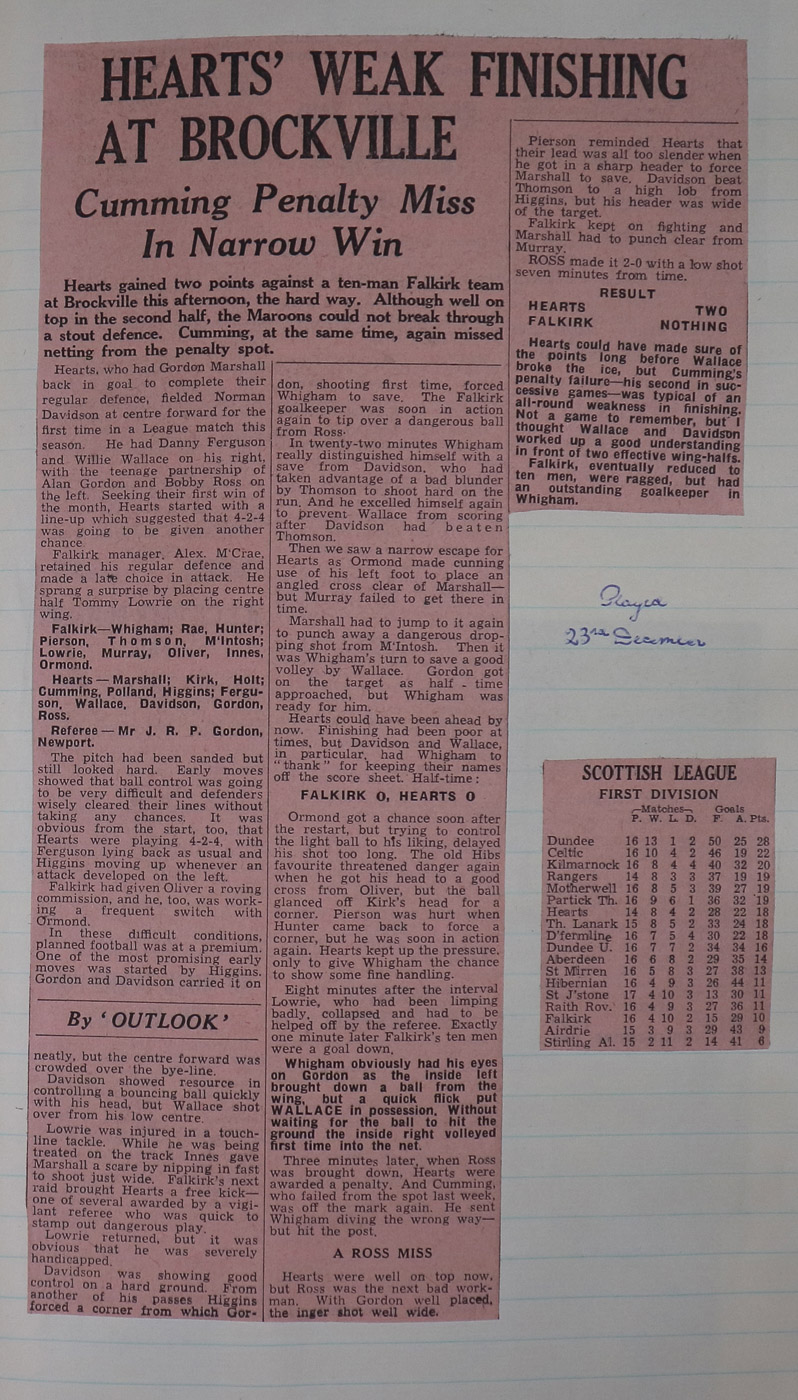 HEARTS' WEAK FINISHING
AT BROCKVILLE
Cumming Penalty Miss
In Narrow Win
Hearts gained two points against a ten-man Falkirk team
at Brockville this afternoon, the hard way. Although well on
top in the second half, the Maroons could not break through
a stout defence. Cumming, at the same time, again missed
netting from the penalty spot.
Hearts, who had Gordon Marshall
back in goal to complete their
regular defence, fielded Norman
Davidson at centre forward for the
first time in a League match this
season. He had Danny Ferguson
and Willie Wallace on his right,
with the teenage partnership of
Alan Gordon and Bobby Ross on
the left. Seeking their first win of
the month, Hearts started with a
line-up which suggested that 4-2-4
was going to be given another
chance
Falkirk manager, Alex. M'Crae,
retained his regular defence and
made a late choice in attack. He
sprang a surprise by placing centre
half Tommy Lowrie on the right
wing.
Falkirk—Whigham; Rae, Hunter;
Pierson, Thomson, M'Intosh;
Lowrie, Murray, Oliver, Innes,
Ormond.
Hearts—Marshall; Kirk, Holt;
Cumming, Polland, Higgins; Fergu-
son, Wallace, Davidson, Gordon,
Ross.
Referee—Mr J. R. P. Gordon,
Newport.
The pitch had been sanded but
still looked hard. Early moves
showed that ball control was going
to be very difficult and defenders
wisely cleared their lines without
taking any chances. It was
obvious from the start, too, that
Hearts were playing 4-2-4, with
Ferguson lying back as usual and
Higgins moving up whenever an
attack developed on the left.
Falkirk had given Oliver a roving
commission, and he, too, was work-
ing a frequent switch with
Ormond.
In these difficult conditions,
planned football was at a premium.
One of the most promising early
moves was started by Higgins.
Gordon and Davidson carried it on
By 'OUTLOOK'
neatly, but the centre forward was
crowded over the bye-line.
Davidson showed resource in
controlling a bouncing ball quickly
with his head, but Wallace shot
over from his low centre.
Lowrie was injured in a touch-
line tackle. While he was being
treated on the track Innes gave
Marshall a scare by nipping in fast
to shoot just wide. Falkirk's next
raid brought Hearts a free kick—
one of several awarded by a vigi-
lant referee who was quick to
stamp out dangerous play.
Lowrie returned, but it was
obvious that he was severely
handicapped.
Davidson was showing good
control on a hard ground. From
another of his passes Higgins
forced a corner from which Gor-
don, shooting first time, forced
Whigham to save. The Falkirk
goalkeeper was soon in action
again to tip over a dangerous ball
from Ross.
In twenty-two minutes Whigham
really distinguished himself with a
save from Davidson, who had
taken advantage of a bad blunder
by Thomson to shoot hard on the
run. And he excelled himself again
to prevent Wallace from scoring
after Davidson had beaten
Thomson.
Then we saw a narrow escape for
Hearts as Ormond made cunning
use of his left foot to place an
angled cross clear of Marshall—
but Murray failed to get there in
time.
Marshall had to jump to it again
to punch away a dangerous drop-
ping shot from M'Intosh. Then it
was Whigham's turn to save a good
volley by Wallace. Gordon got
on the target as half-time
approached, but Whigham was
ready for him.
Hearts could have been ahead by
now. Finishing had been poor at
times, but Davidson and Wallace,
in particular, had Whigham to
"thank" for keeping their names
off the score sheet. Half-time:
FALKIRK 0, HEARTS 0
Ormond got a chance soon after
the restart, but trying to control
the light ball to his liking, delayed
his shot too long. The old Hibs
favourite threatened danger again
when he got his head to a good
cross from Oliver, but the ball
glanced off Kirk's head for a
corner. Pierson was hurt when
Hunter came back to force a
corner, but he was soon in action
again. Hearts kept up the pressure,
only to give Whigham the chance
to show some fine handling.
Eight minutes after the interval
Lowrie, who had been limping
badly, collapsed and had to be
helped off by the referee. Exactly
one minute later Falkirk's ten men
were a goal down.
Whigham obviously had his eyes
on Gordon as the inside left
brought down a ball from the
wing, but a quick flick put
WALLACE in possession. Without
waiting for the ball to hit the
ground the inside right volleyed
first time into the net.
Three minutes later, when Ross
was brought down, Hearts were
awarded a penalty. And Cumming,
who failed from the spot last week,
was off the mark again. He sent
Whigham diving the wrong way—
but hit the post.
A ROSS MISS
Hearts were well on top now,
but Ross was the next bad work-
man. With Gordon well placed,
the inger shot well wide.
Pierson reminded Hearts that
their lead was all too slender when
he got in a sharp header to force
Marshall to save. Davidson beat
Thomson to a high lob from
Higgins, but his header was wide
of the target.
Falkirk kept on fighting and
Marshall had to punch clear from
Murray.
ROSS made it 2-0 with a low shot
seven minutes from time.
RESULT
HEARTS TWO
FALKIRK NOTHING
Hearts could have made sure of
the points long before Wallace
broke the ice, but Cumming's
penalty failure—his second in suc-
cessive games—was typical of an
all-round weakness in finishing.
Not a game to remember, but I
thought Wallace and Davidson
worked up a good understanding
in front of two effective wing-halfs.
Falkirk, eventually reduced to
ten men, were ragged, but had
an outstanding goalkeeper in
Whigham.
Played
23rd December
SCOTTISH LEAGUE
FIRST DIVISION
Matches Goals
P. W. L. D. F. A. Pts.
Dundee 16 13 1 2 50 25 28
Celtic 16 10 4 2 46 19 22
Kilmarnock 16 8 4 4 40 32 20
Rangers 14 8 3 3 37 19 19
Motherwell 16 8 5 3 39 27 19
Partick Th. 16 9 6 1 36 32 19
Hearts 14 8 4 2 28 22 18
Th. Lanark 15 8 5 2 33 24 18
D'fermline 16 7 5 4 30 22 18
Dundee U. 16 7 7 2 34 34 16
Aberdeen 16 6 8 2 29 35 14
St Mirren 16 5 8 3 27 38 13
Hibernian 16 4 9 3 26 44 11
St J'stone 17 4 10 3 13 30 11
Raith Rov. 16 4 9 3 27 36 11
Falkirk 16 4 10 2 15 29 10
Airdrie 15 3 9 3 29 43 9
Stirling Al. 15 2 11 2 14 41 6